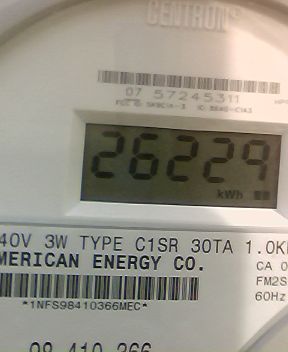 CENTRON®
07 57245311
26229
kWh
40V 3W TYPE C1SR 30TA 1.0K
MERICAN ENERGY CO.
CA 0
FM2S
60Hz
*1NFS98410366MEC*
98 410 366